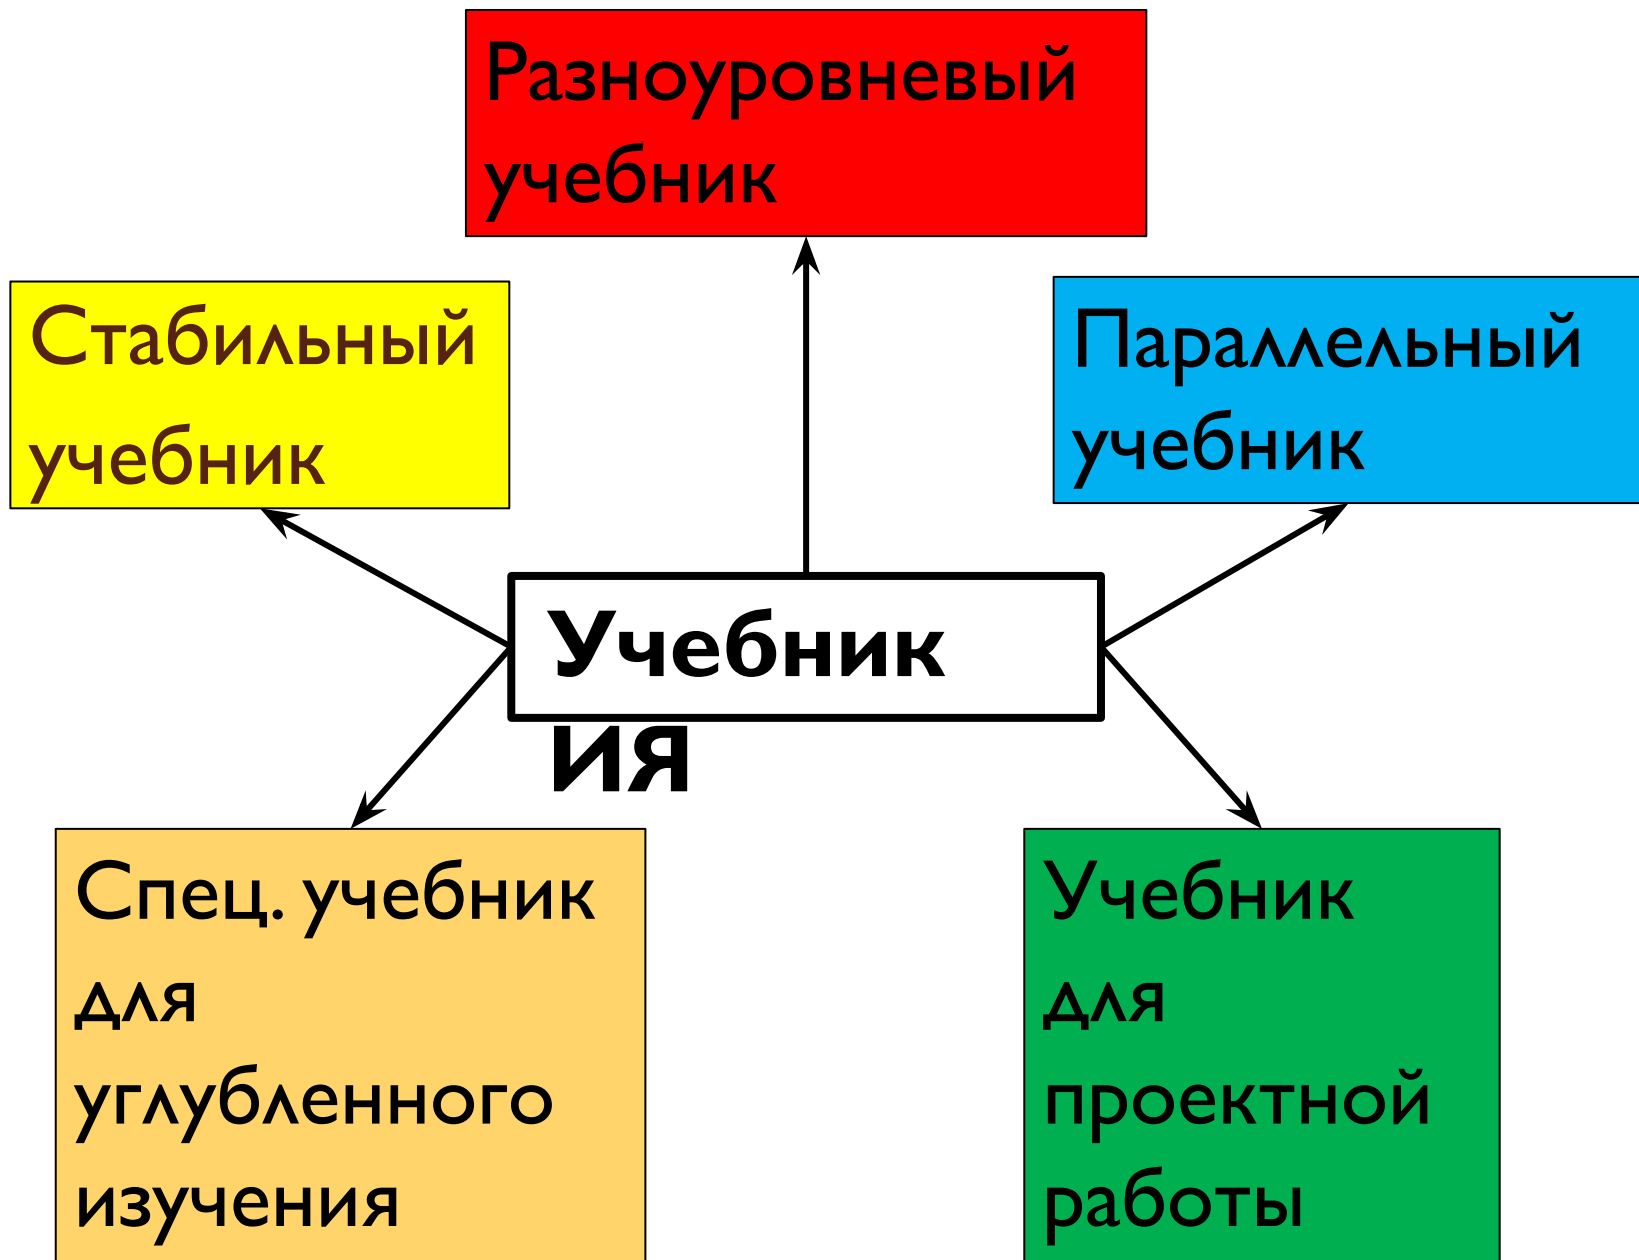 Разноуровневый
учебник
Стабильный
учебник
Параллельный
учебник
Учебник
ИЯ
Спец. учебник
для
углубленного
изучения
Учебник
для
проектной
работы